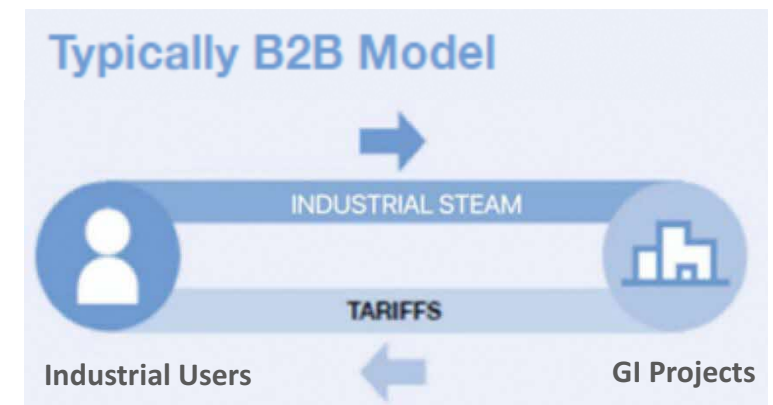 Typically B2B Model
INDUSTRIAL STEAM
TARIFFS
Industrial Users
GI Projects